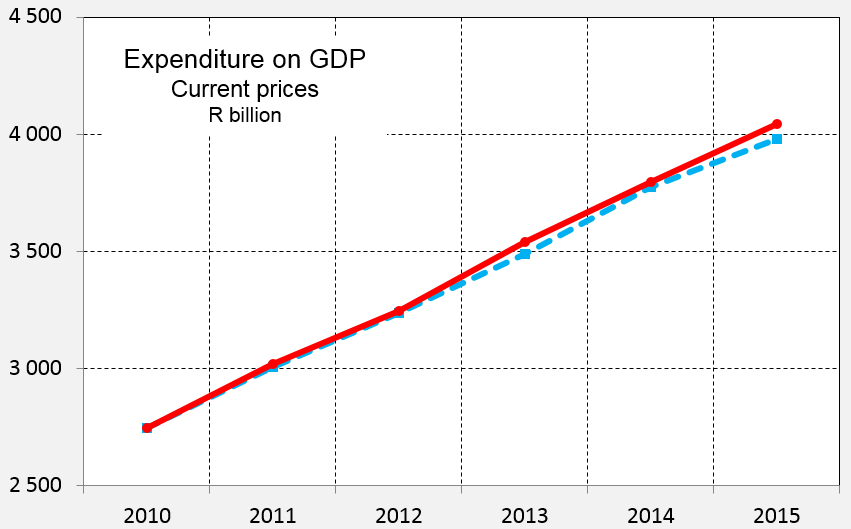 4 500
Expenditure on GDP
Current prices
R billion
4 000
3 500
3 000
2 500
2010 2011 2012 2013 2014 2015